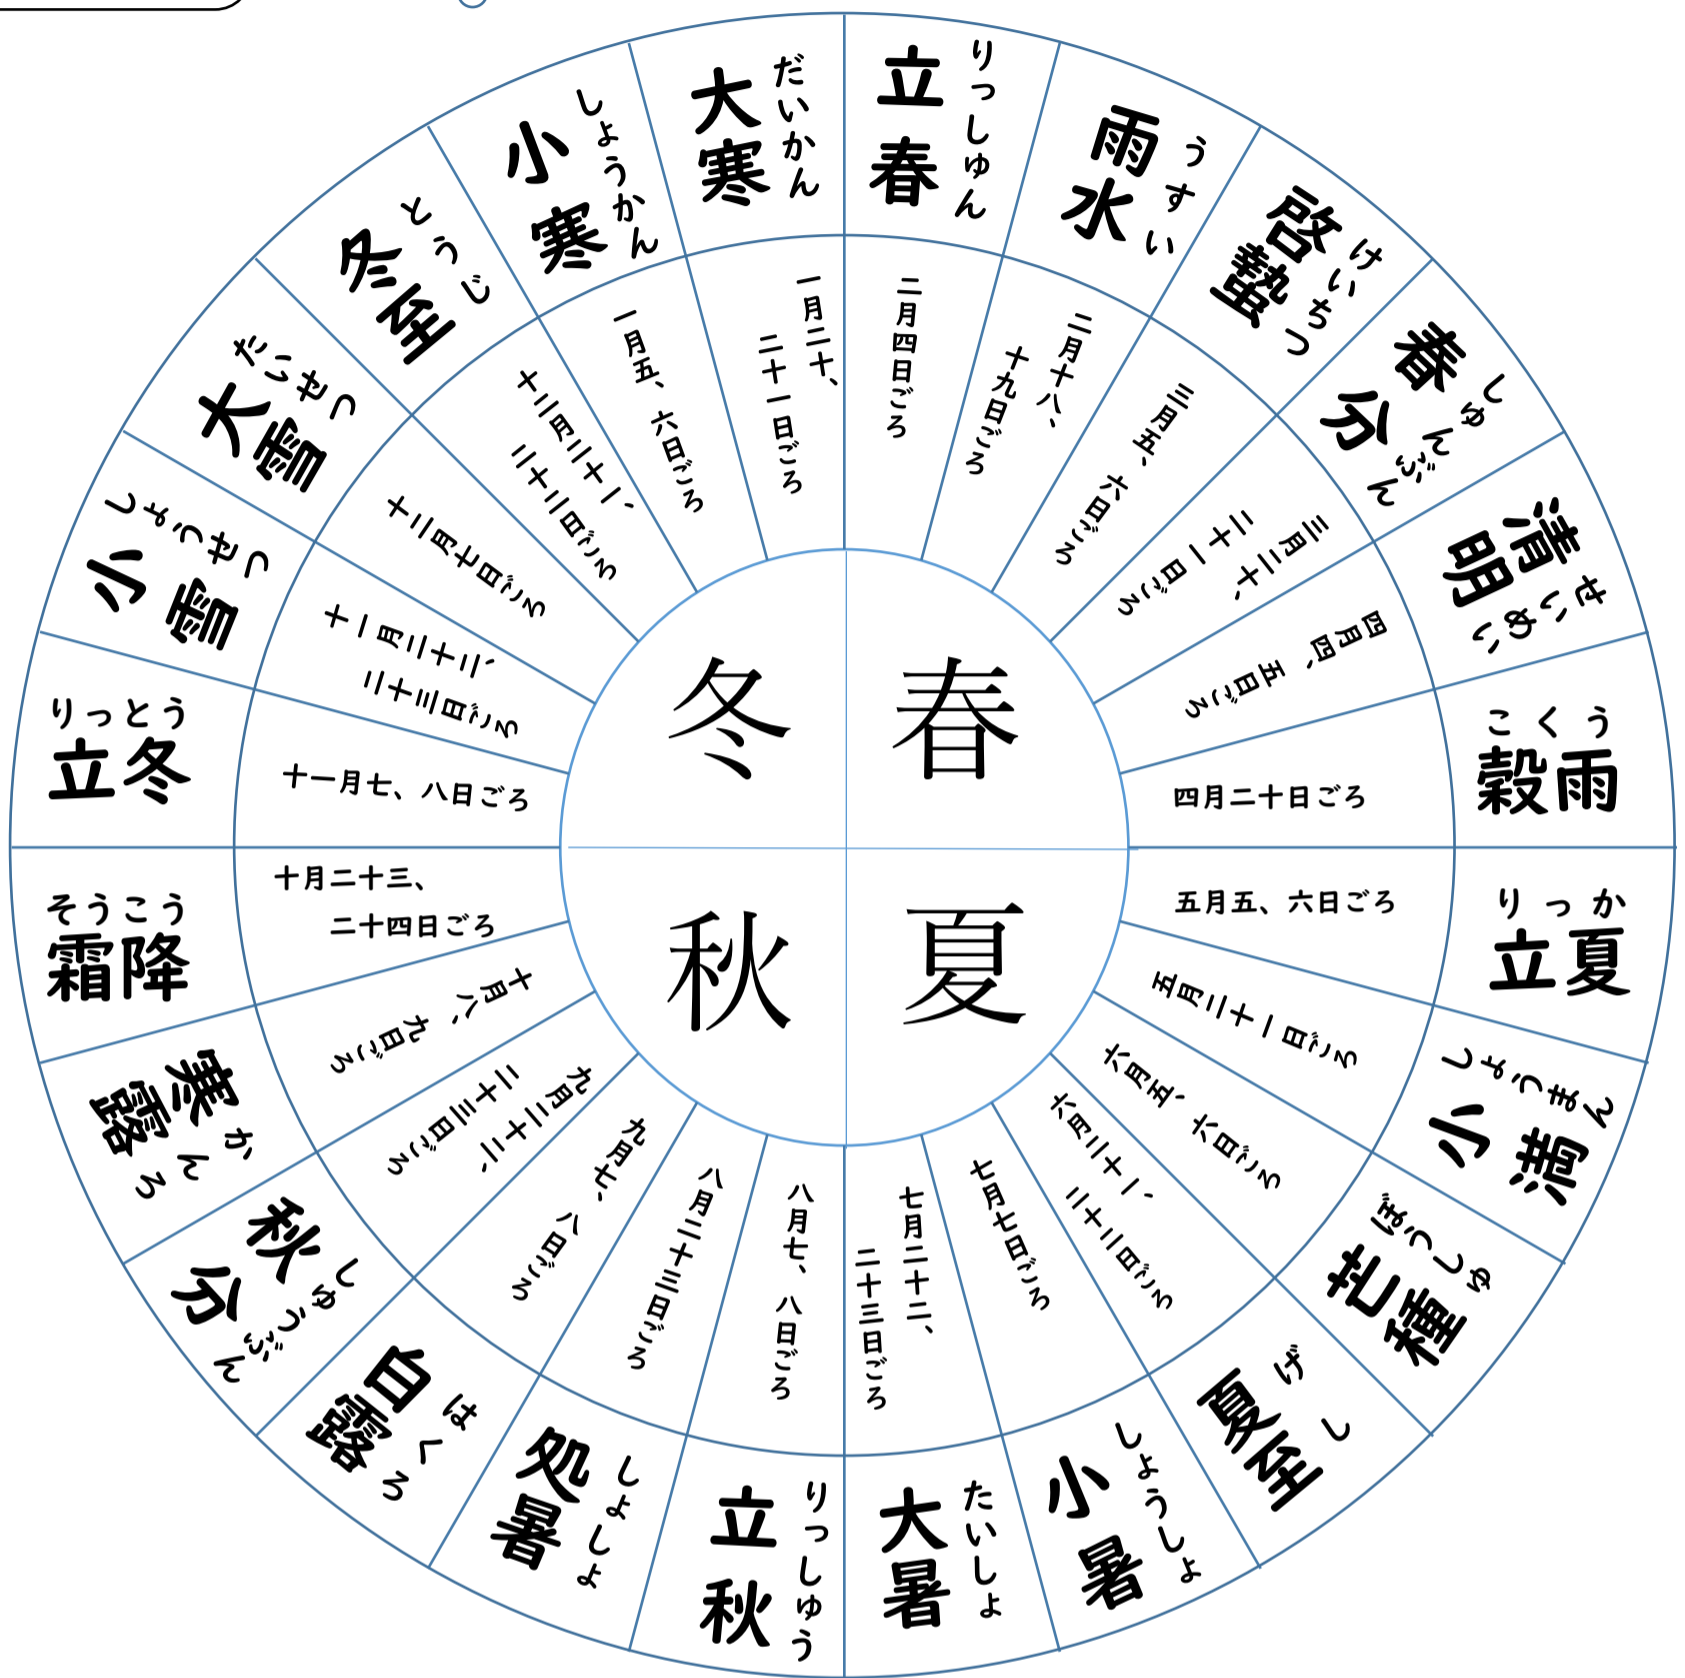 春
夏
秋
冬
りっしゅん
立春
二月四日ごろ
うすい
雨水
二月十八、
十九日ごろ
けいちつ
啓蟄
三月五、六日ごろ
しゅんぶん
春分
三月二十、
二十一日ごろ
せいめい
清明
四月四、五日ごろ
こくう
穀雨
四月二十日ごろ
りっか
立夏
五月五、六日ごろ
しょうまん
小満
五月二十一日ごろ
ぼうしゅ
芒種
六月五、六日ごろ
げし
夏至
六月二十一、
二十二日ごろ
しょうしょ
小暑
七月七日ごろ
たいしょ
大暑
七月二十二、
二十三日ごろ
りっしゅう
立秋
八月七、八日ごろ
しょしょ
処暑
八月二十三日ごろ
はくろ
白露
九月七、八日ごろ
しゅうぶん
秋分
九月二十二、
二十三日ごろ
かんろ
寒露
十月八、九日ごろ
そうこう
霜降
十月二十三、
二十四日ごろ
りっとう
立冬
十一月七、八日ごろ
しょうせつ
小雪
十一月二十二、
二十三日ごろ
たいせつ
大雪
十二月七日ごろ
とうじ
冬至
十二月二十一、
二十二日ごろ
しょうかん
小寒
一月五、六日ごろ
だいかん
大寒
一月二十、
二十一日ごろ